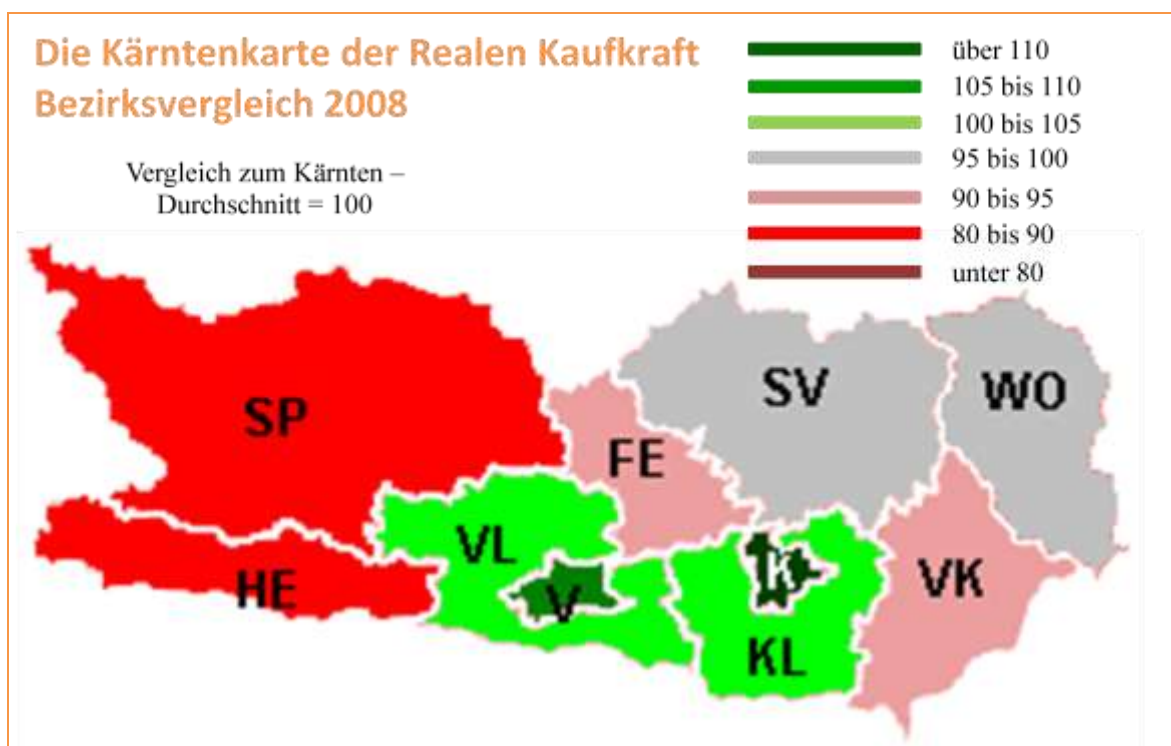 Die Kärntenkarte der Realen Kaufkraft
Bezirksvergleich 2008
Vergleich zum Kärnten –
Durchschnitt = 100
über 110
105 bis 110
100 bis 105
95 bis 100
90 bis 95
80 bis 90
unter 80
SP
SV
WO
FE
VL
HE
V
K
VK
KL